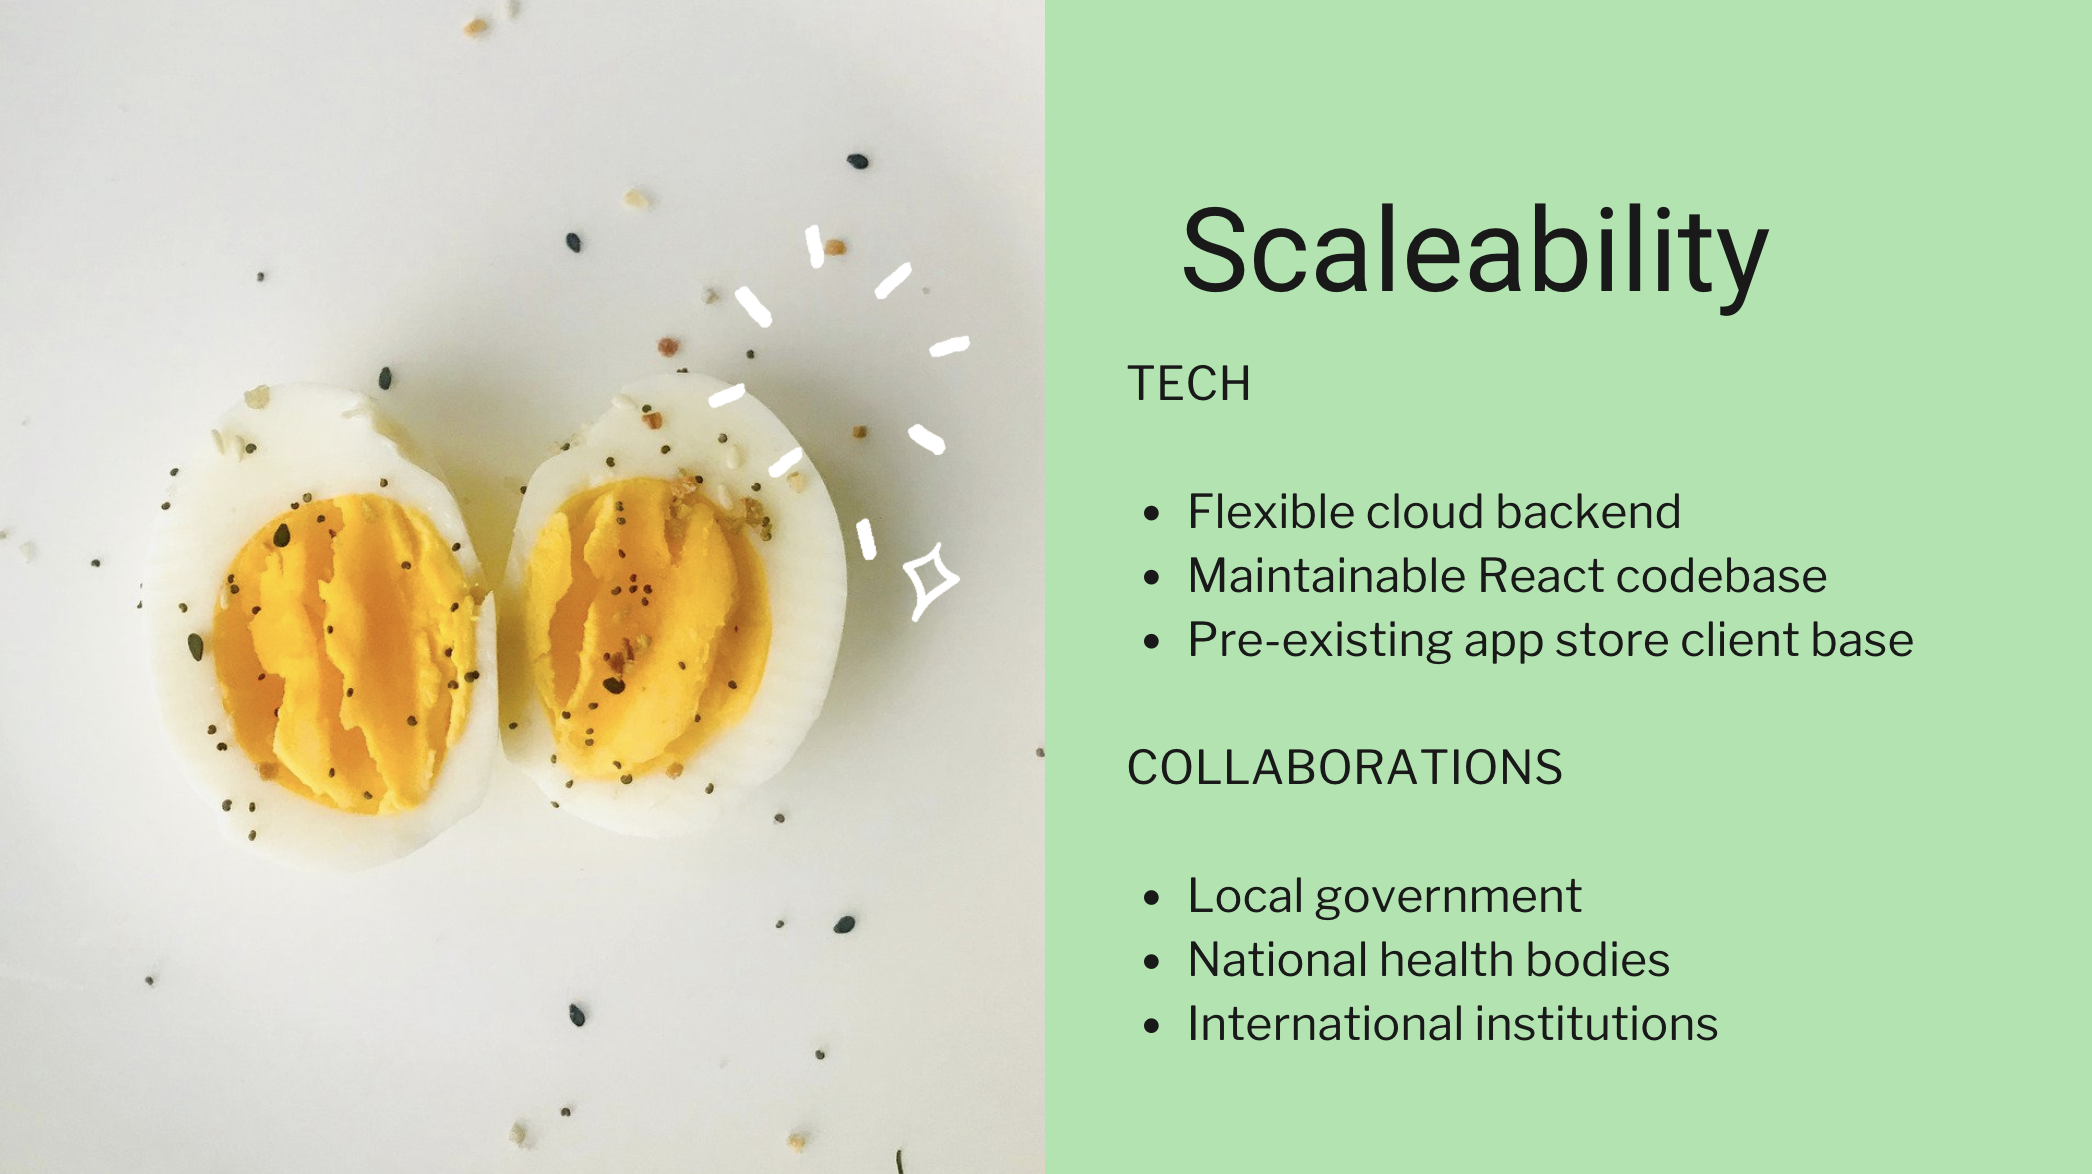 Scaleability
TECH
• Flexible cloud backend
• Maintainable React codebase
• Pre-existing app store client base
COLLABORATIONS
• Local government
• National health bodies
• International institutions